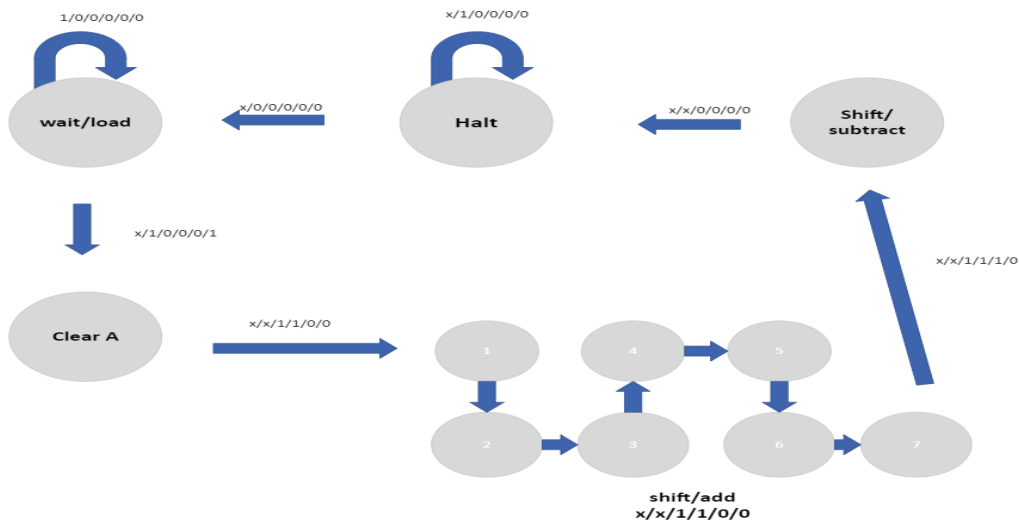 1/0/0/0/0/0
x/1/0/0/0/0
wait/load
x/0/0/0/0/0
Halt
x/x/0/0/0/0
Shift/
subtract
x/1/0/0/0/1
x/x/1/1/1/0
Clear A
x/x/1/1/0/0
1
4
5
2
3
6
7
shift/add
x/x/1/1/0/0